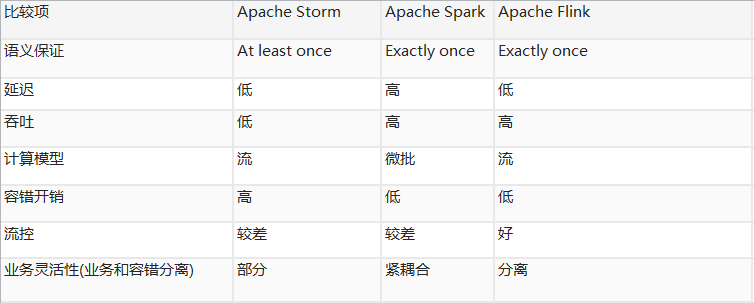 比较项 Apache Storm Apache Spark Apache Flink
语义保证 At least once Exactly once Exactly once
延迟 低 高 低
吞吐 低 高 高
计算模型 流 微批 流
容错开销 高 低 低
流控 较差 较差 好
业务灵活性(业务和容错分离) 部分 紧耦合 分离